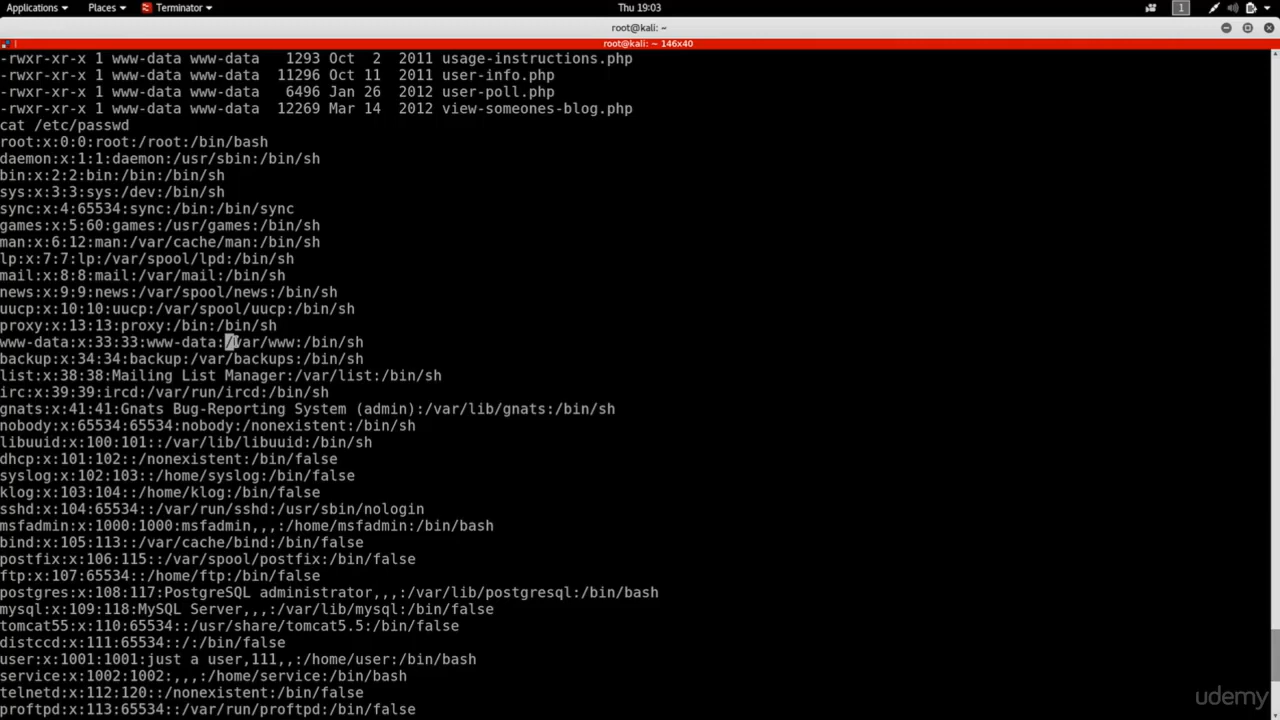 Applications Places Terminator Thu 19:03 1
root@kali: ~
root@kali: ~ 146x40
-rwxr-xr-x 1 www-data www-data 1293 Oct 2 2011 usage-instructions.php
-rwxr-xr-x 1 www-data www-data 11296 Oct 11 2011 user-info.php
-rwxr-xr-x 1 www-data www-data 6496 Jan 26 2012 user-poll.php
-rwxr-xr-x 1 www-data www-data 12269 Mar 14 2012 view-someones-blog.php
cat /etc/passwd
root:x:0:0:root:/root:/bin/bash
daemon:x:1:1:daemon:/usr/sbin:/bin/sh
bin:x:2:2:bin:/bin:/bin/sh
sys:x:3:3:sys:/dev:/bin/sh
sync:x:4:65534:sync:/bin:/bin/sync
games:x:5:60:games:/usr/games:/bin/sh
man:x:6:12:man:/var/cache/man:/bin/sh
lp:x:7:7:lp:/var/spool/lpd:/bin/sh
mail:x:8:8:mail:/var/mail:/bin/sh
news:x:9:9:news:/var/spool/news:/bin/sh
uucp:x:10:10:uucp:/var/spool/uucp:/bin/sh
proxy:x:13:13:proxy:/bin:/bin/sh
www-data:x:33:33:www-data:/var/www:/bin/sh
backup:x:34:34:backup:/var/backups:/bin/sh
list:x:38:38:Mailing List Manager:/var/list:/bin/sh
irc:x:39:39:ircd:/var/run/ircd:/bin/sh
gnats:x:41:41:Gnats Bug-Reporting System (admin):/var/lib/gnats:/bin/sh
nobody:x:65534:65534:nobody:/nonexistent:/bin/sh
libuuid:x:100:101::/var/lib/libuuid:/bin/sh
dhcp:x:101:102::/nonexistent:/bin/false
syslog:x:102:103::/home/syslog:/bin/false
klog:x:103:104::/home/klog:/bin/false
sshd:x:104:65534::/var/run/sshd:/usr/sbin/nologin
msfadmin:x:1000:1000:msfadmin,,,:/home/msfadmin:/bin/bash
bind:x:105:113::/var/cache/bind:/bin/false
postfix:x:106:115::/var/spool/postfix:/bin/false
ftp:x:107:65534::/home/ftp:/bin/false
postgres:x:108:117:PostgreSQL administrator,,,:/var/lib/postgresql:/bin/bash
mysql:x:109:118:MySQL Server,,,:/var/lib/mysql:/bin/false
tomcat55:x:110:65534::/usr/share/tomcat5.5:/bin/false
distccd:x:111:65534::/:/bin/false
user:x:1001:1001:just a user,111,,:/home/user:/bin/bash
service:x:1002:1002:,,,:/home/service:/bin/bash
telnetd:x:112:120::/nonexistent:/bin/false
proftpd:x:113:65534::/var/run/proftpd:/bin/false
udemy